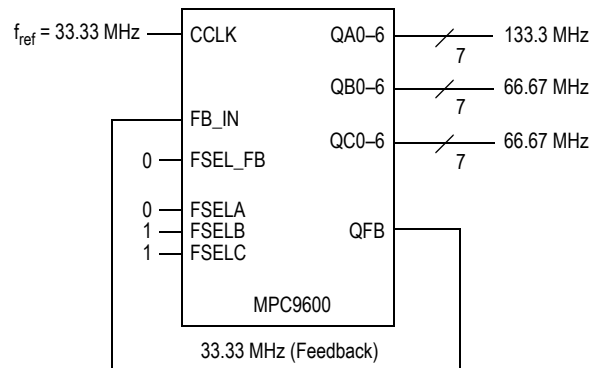 f_ref = 33.33 MHz
CCLK
QA0–6
7
133.3 MHz
QB0–6
7
66.67 MHz
FB_IN
QC0–6
7
66.67 MHz
0
FSEL_FB
0
FSELA
1
FSELB
QFB
1
FSELC
MPC9600
33.33 MHz (Feedback)